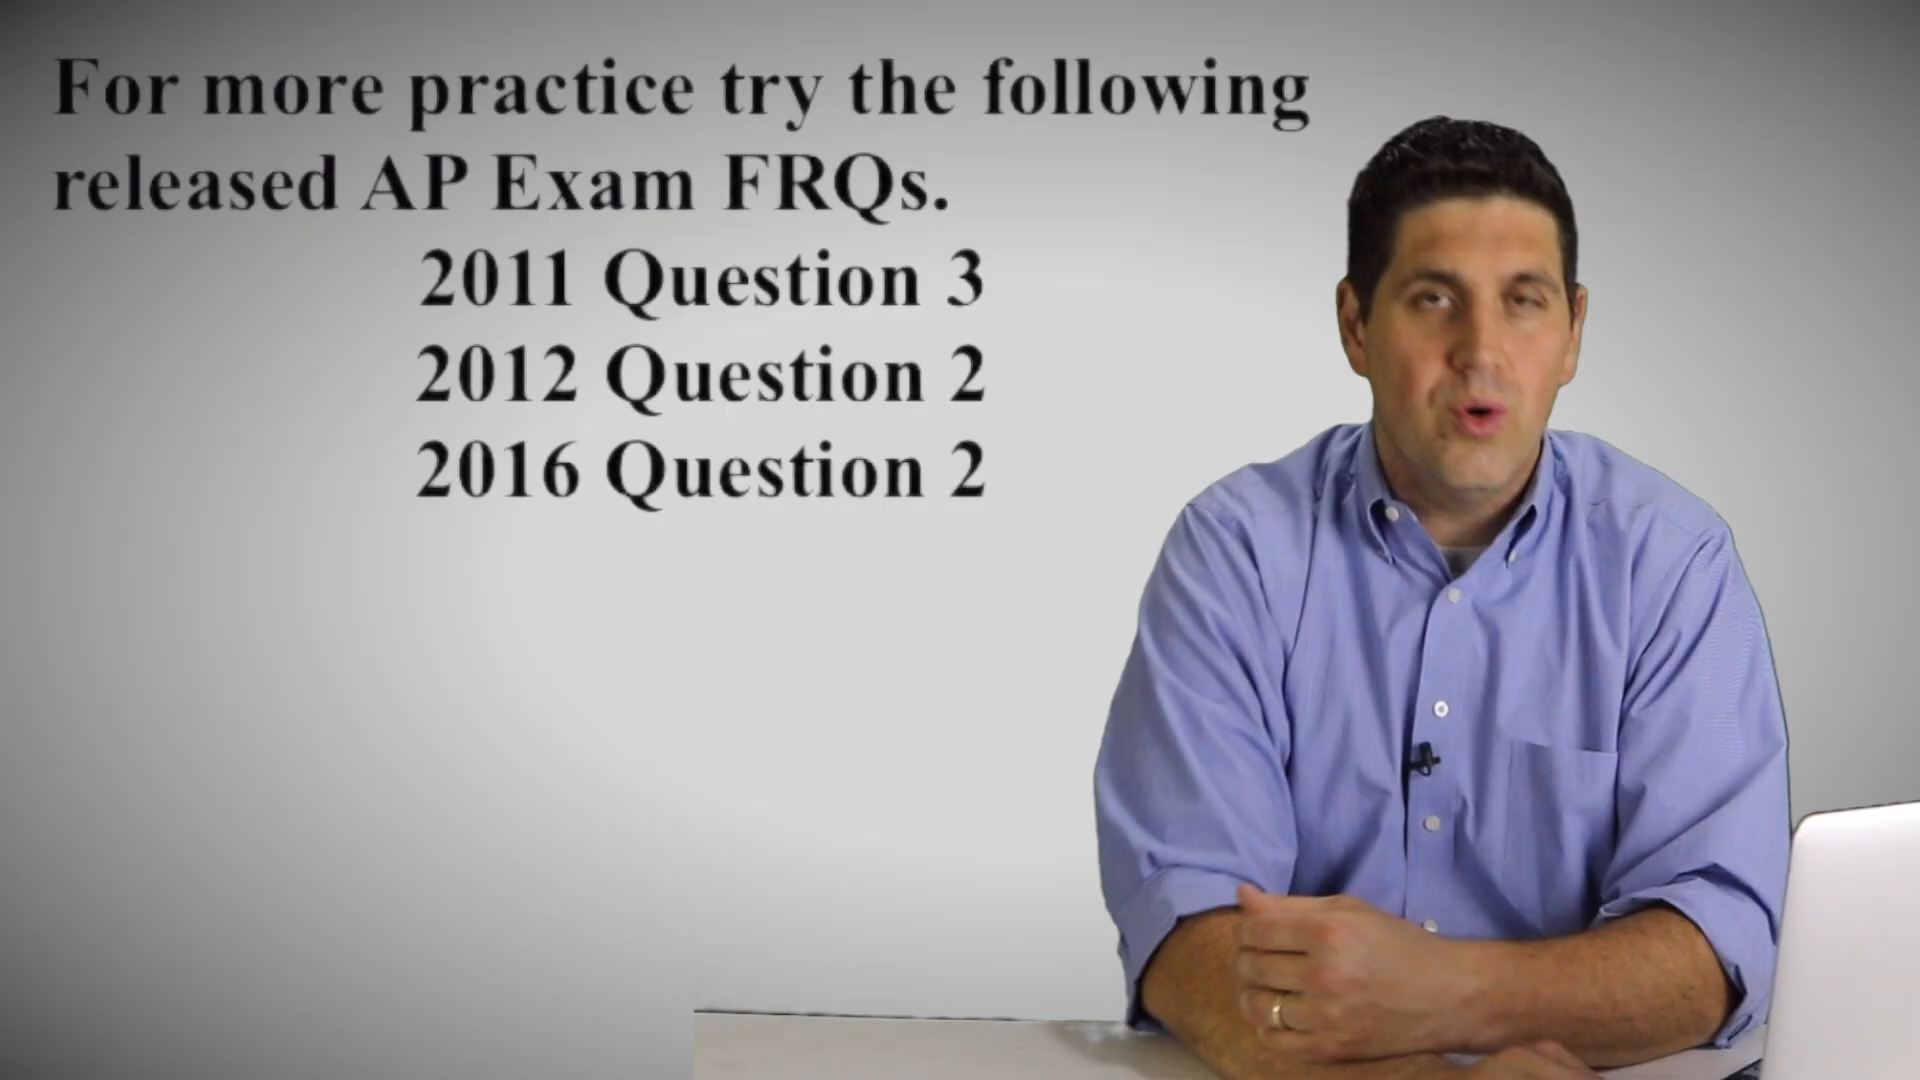 For more practice try the following
released AP Exam FRQs.
2011 Question 3
2012 Question 2
2016 Question 2